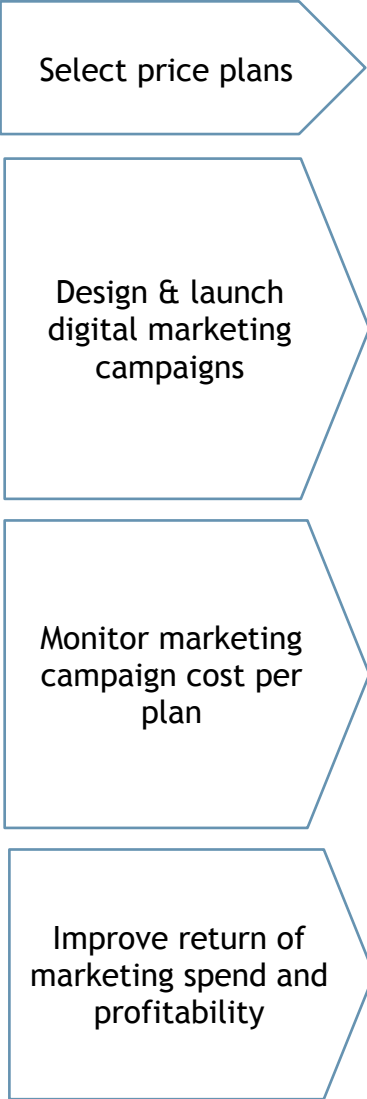 Select price plans
Design & launch
digital marketing
campaigns
Monitor marketing
campaign cost per
plan
Improve return of
marketing spend and
profitability